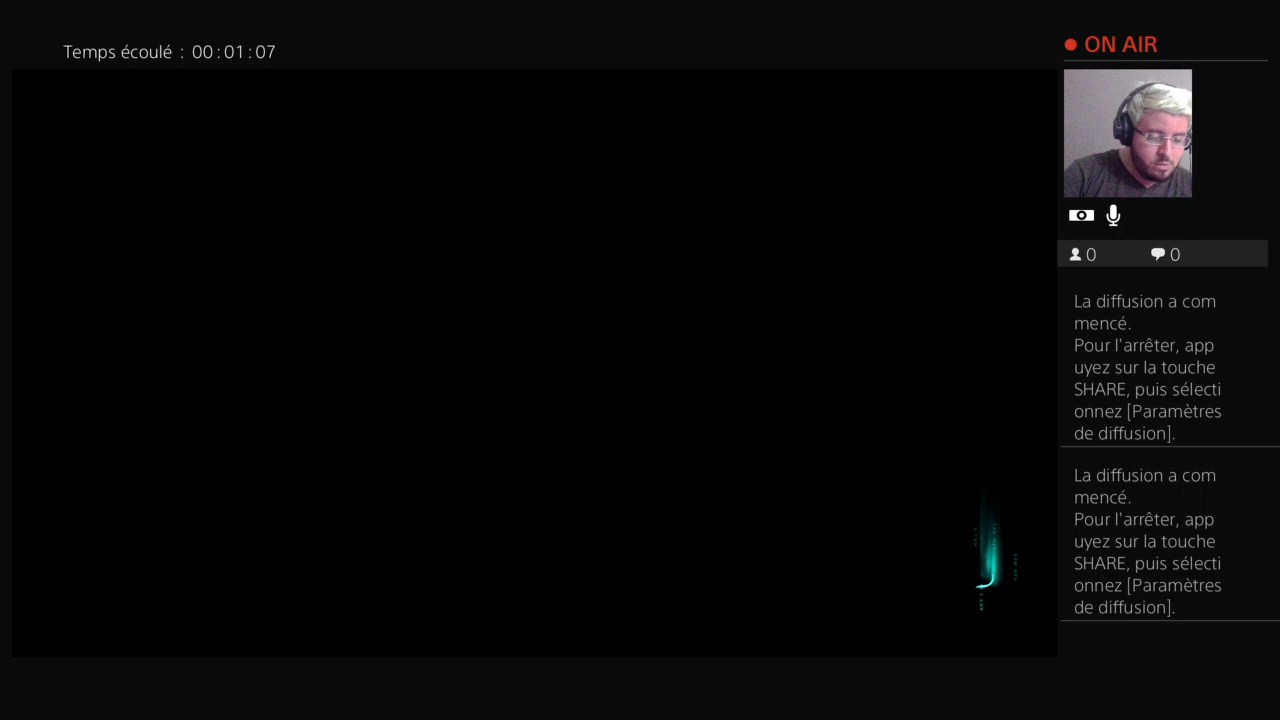 Temps écoulé : 00:01:07
ON AIR
0
0
La diffusion a com
mencé.
Pour l'arrêter, app
uyez sur la touche
SHARE, puis sélecti
onnez [Paramètres
de diffusion].
La diffusion a com
mencé.
Pour l'arrêter, app
uyez sur la touche
SHARE, puis sélecti
onnez [Paramètres
de diffusion].